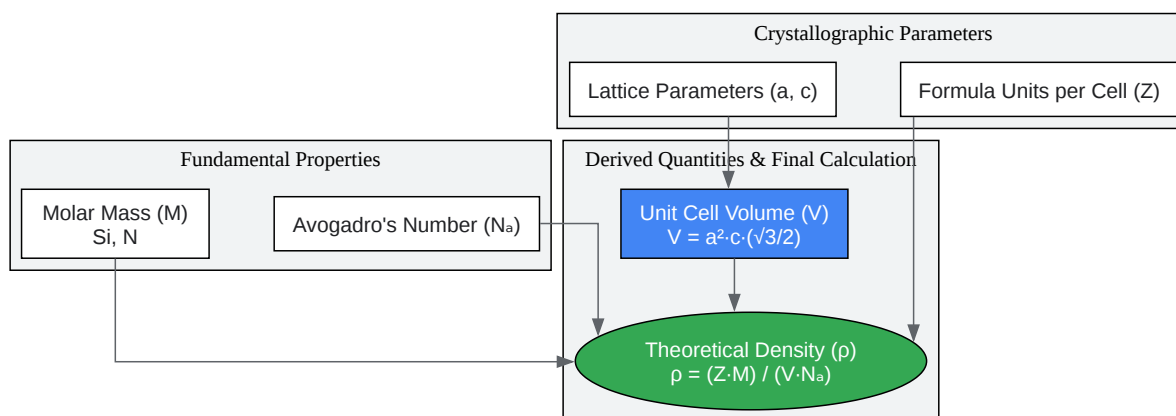 Crystallographic Parameters
Lattice Parameters (a, c)
Formula Units per Cell (Z)
Fundamental Properties
Molar Mass (M)
Si, N
Avogadro's Number (Nₐ)
Derived Quantities & Final Calculation
Unit Cell Volume (V)
V = a²·c·(√3/2)
Theoretical Density (ρ)
ρ = (Z·M) / (V·Nₐ)